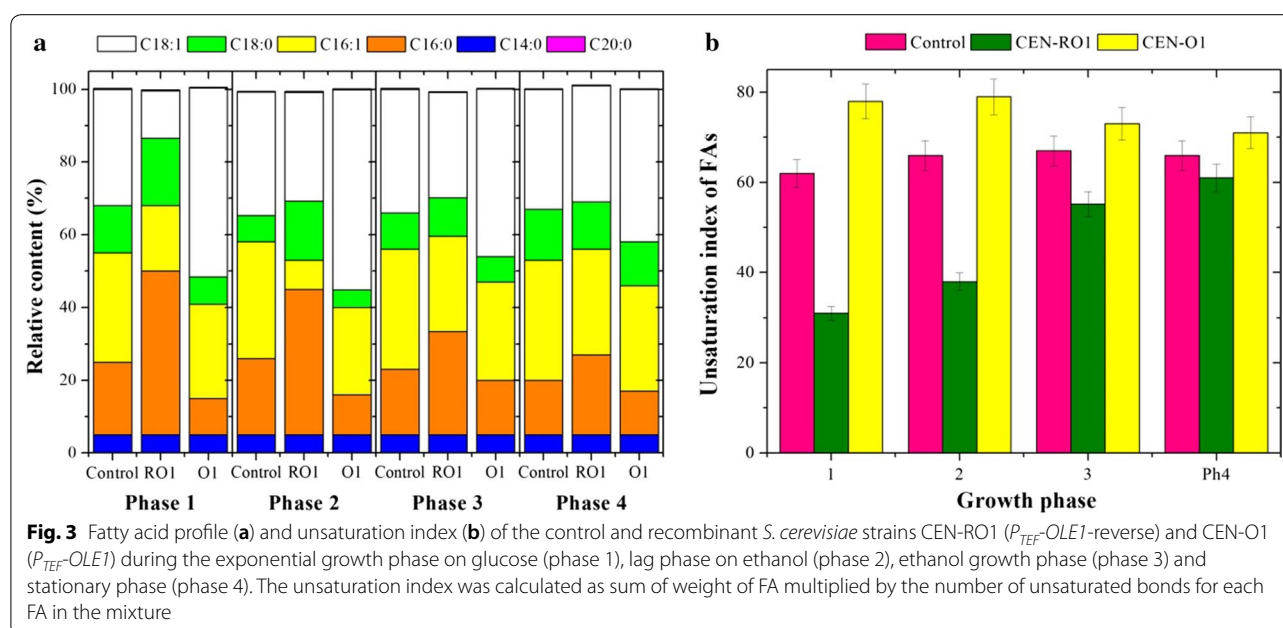 a
C18:1 C18:0 C16:1 C16:0 C14:0 C20:0
Relative content (%)
100
80
60
40
20
0
Control RO1 O1 Control RO1 O1 Control RO1 O1 Control RO1 O1
Phase 1 Phase 2 Phase 3 Phase 4
b
Control CEN-RO1 CEN-O1
Unsaturation index of FAs
80
60
40
20
0
1 2 3 Ph4
Growth phase
Fig. 3 Fatty acid profile (a) and unsaturation index (b) of the control and recombinant S. cerevisiae strains CEN-RO1 (PTEF-OLE1-reverse) and CEN-O1
(PTEF-OLE1) during the exponential growth phase on glucose (phase 1), lag phase on ethanol (phase 2), ethanol growth phase (phase 3) and
stationary phase (phase 4). The unsaturation index was calculated as sum of weight of FA multiplied by the number of unsaturated bonds for each
FA in the mixture